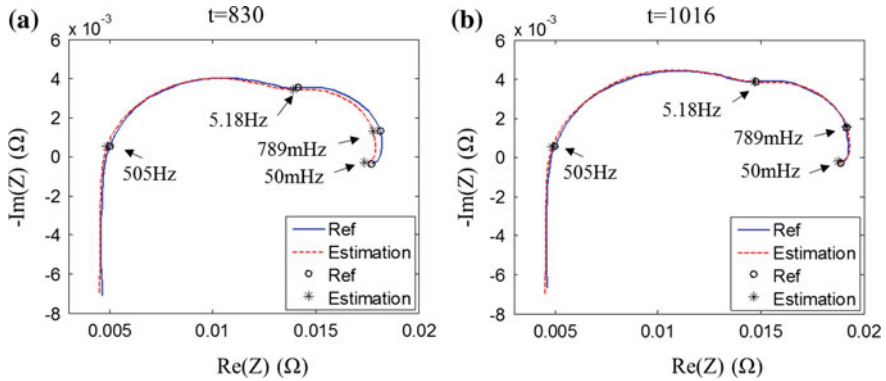 (a)
t=830
× 10⁻³
6
4
2
0
-2
-4
-6
-8
-Im(Z) (Ω)
5.18Hz
789mHz
50mHz
505Hz
Ref
Estimation
Ref
Estimation
0.005
0.01
0.015
0.02
Re(Z) (Ω)
(b)
t=1016
× 10⁻³
6
4
2
0
-2
-4
-6
-8
-Im(Z) (Ω)
5.18Hz
789mHz
50mHz
505Hz
Ref
Estimation
Ref
Estimation
0.005
0.01
0.015
0.02
Re(Z) (Ω)